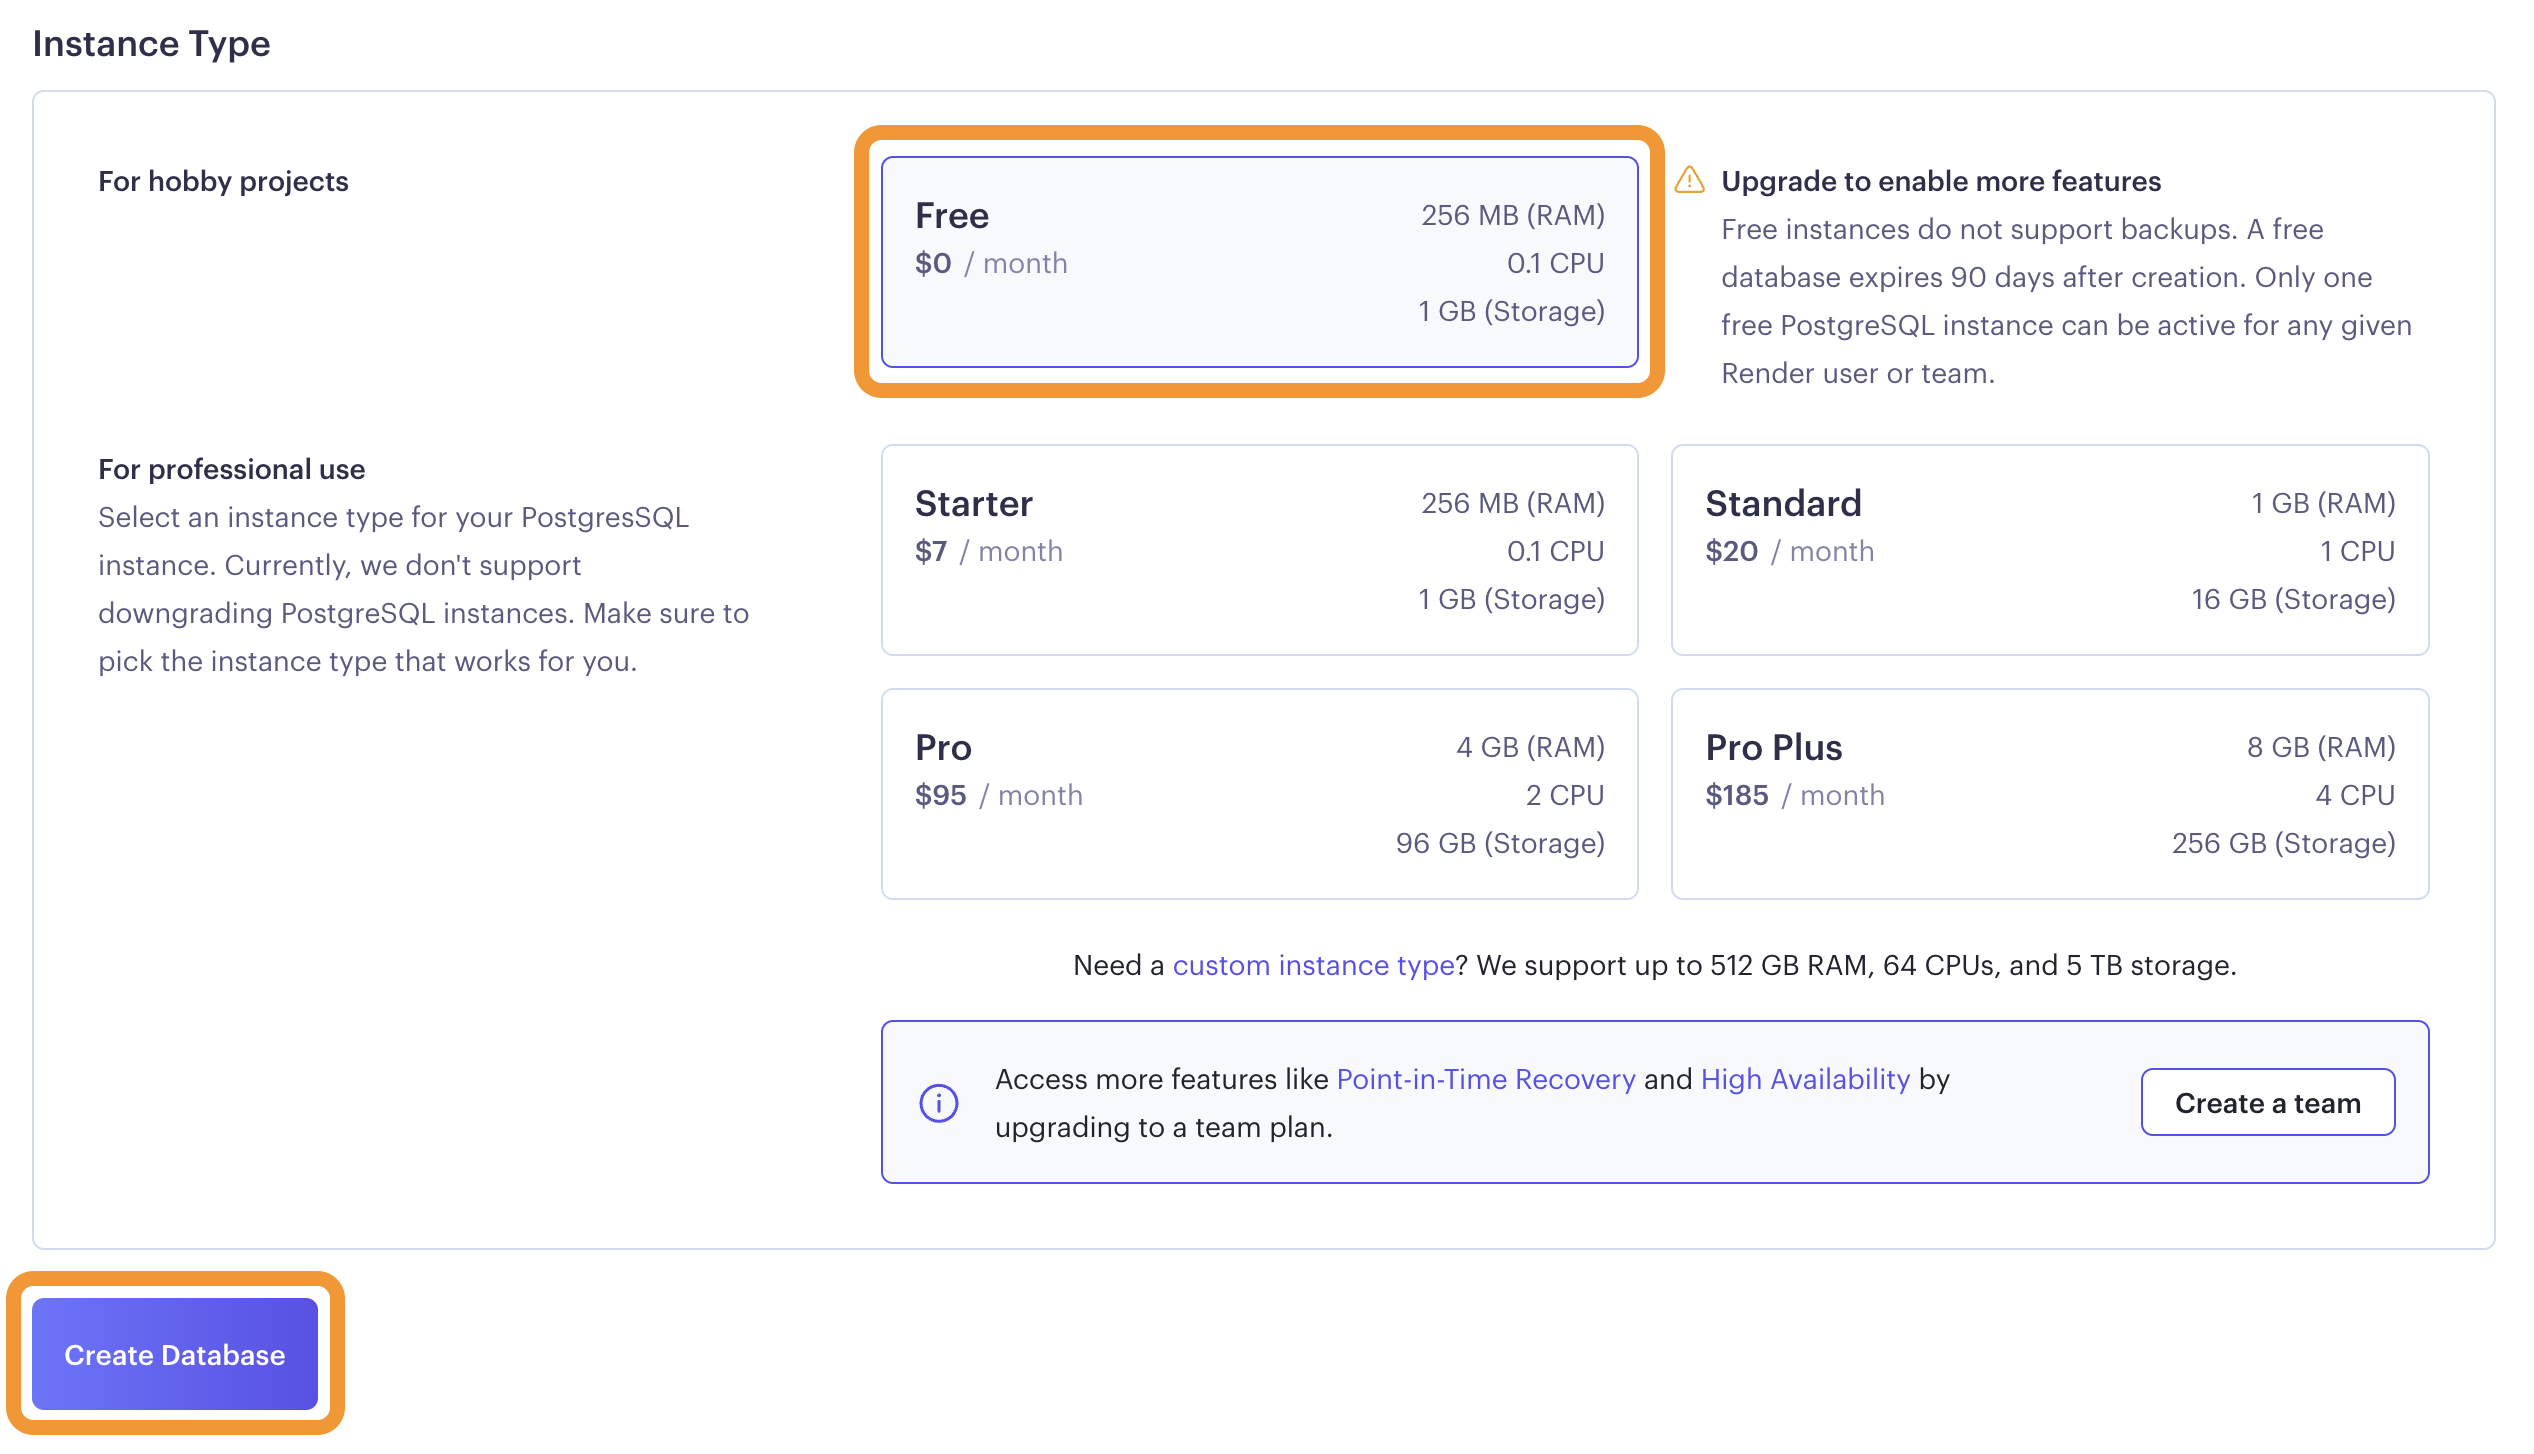 Instance Type
For hobby projects
Free
$0 / month
256 MB (RAM)
0.1 CPU
1 GB (Storage)
Upgrade to enable more features
Free instances do not support backups. A free
database expires 90 days after creation. Only one
free PostgreSQL instance can be active for any given
Render user or team.
For professional use
Select an instance type for your PostgresSQL
instance. Currently, we don't support
downgrading PostgreSQL instances. Make sure to
pick the instance type that works for you.
Starter
$7 / month
256 MB (RAM)
0.1 CPU
1 GB (Storage)
Standard
$20 / month
1 GB (RAM)
1 CPU
16 GB (Storage)
Pro
$95 / month
4 GB (RAM)
2 CPU
96 GB (Storage)
Pro Plus
$185 / month
8 GB (RAM)
4 CPU
256 GB (Storage)
Need a custom instance type? We support up to 512 GB RAM, 64 CPUs, and 5 TB storage.
Access more features like Point-in-Time Recovery and High Availability by
upgrading to a team plan.
Create a team
Create Database